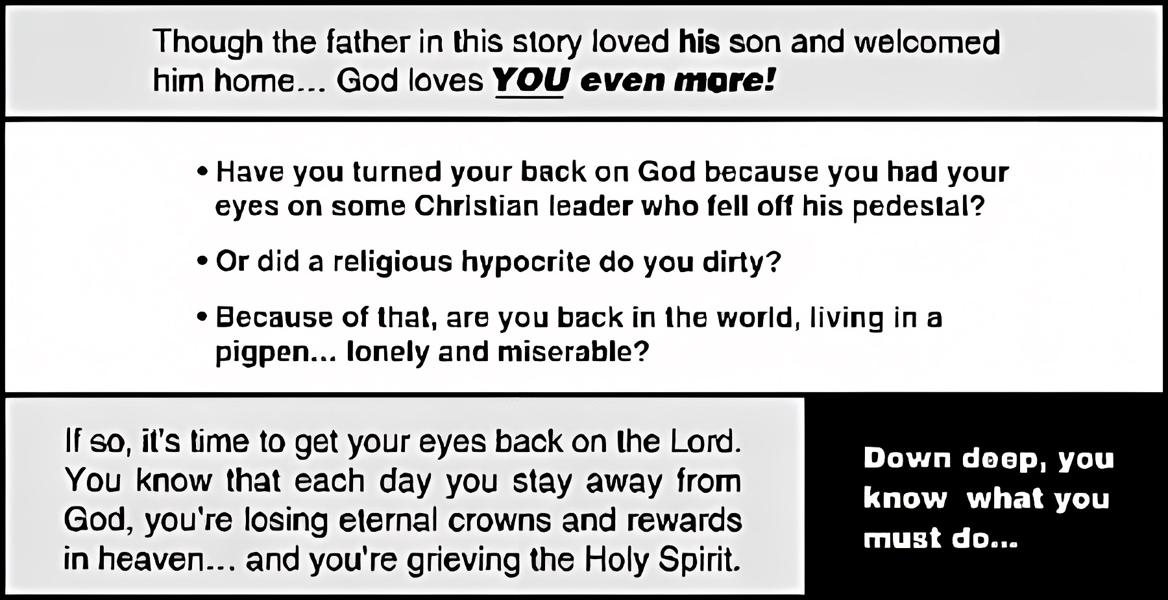 Though the father in this story loved his son and welcomed
him home... God loves YOU even more!
• Have you turned your back on God because you had your
eyes on some Christian leader who fell off his pedestal?
• Or did a religious hypocrite do you dirty?
• Because of that, are you back in the world, living in a
pigpen... lonely and miserable?
If so, it's time to get your eyes back on the Lord.
You know that each day you stay away from
God, you're losing eternal crowns and rewards
in heaven... and you're grieving the Holy Spirit.
Down deep, you
know what you
must do...